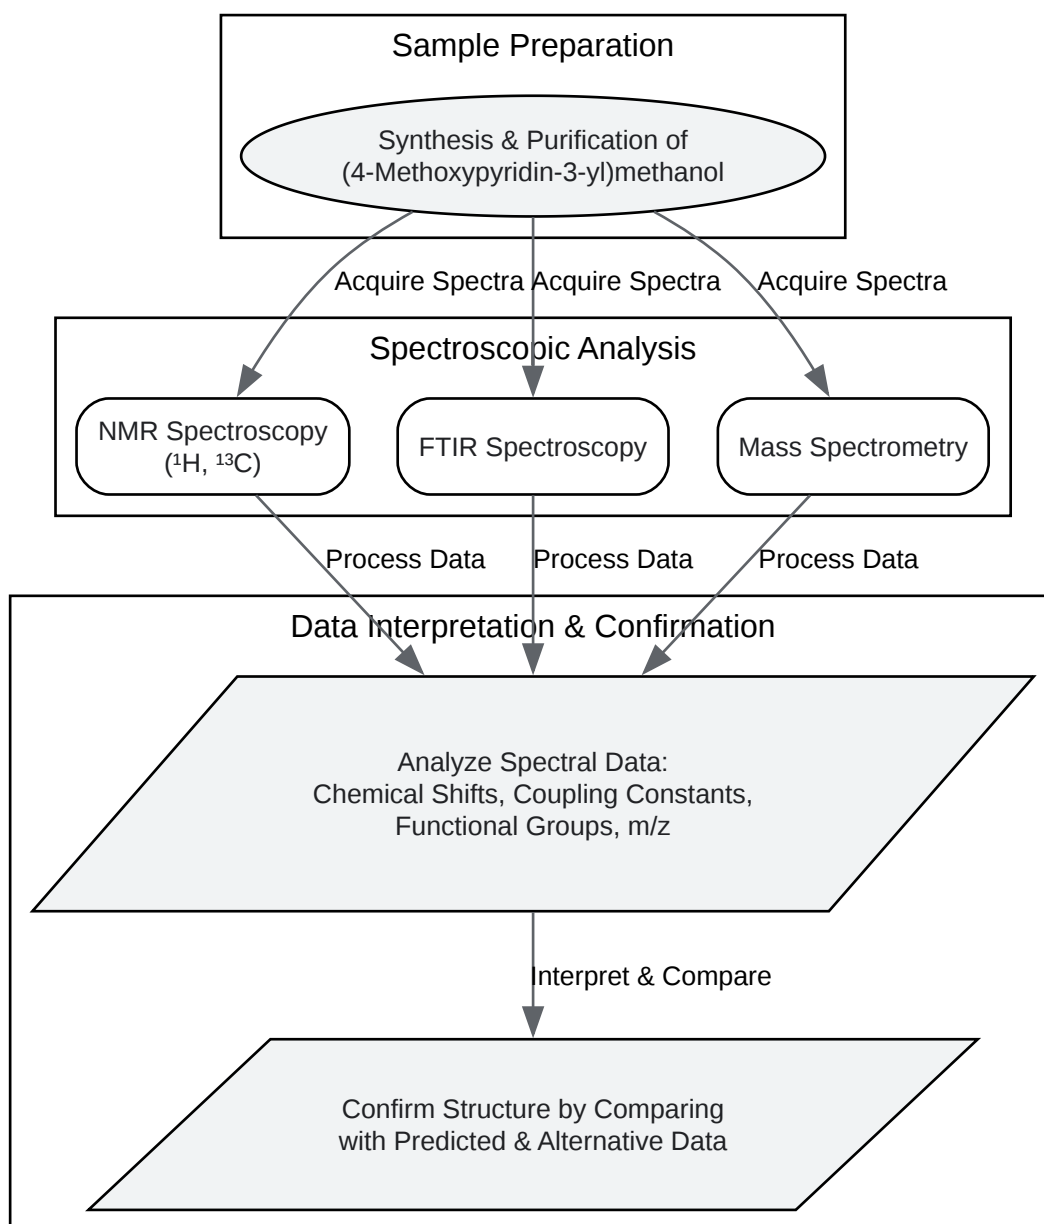 Sample Preparation
Synthesis & Purification of
(4-Methoxypyridin-3-yl)methanol
Acquire Spectra Acquire Spectra Acquire Spectra
Spectroscopic Analysis
NMR Spectroscopy
(¹H, ¹³C)
FTIR Spectroscopy
Mass Spectrometry
Process Data Process Data Process Data
Data Interpretation & Confirmation
Analyze Spectral Data:
Chemical Shifts, Coupling Constants,
Functional Groups, m/z
Interpret & Compare
Confirm Structure by Comparing
with Predicted & Alternative Data